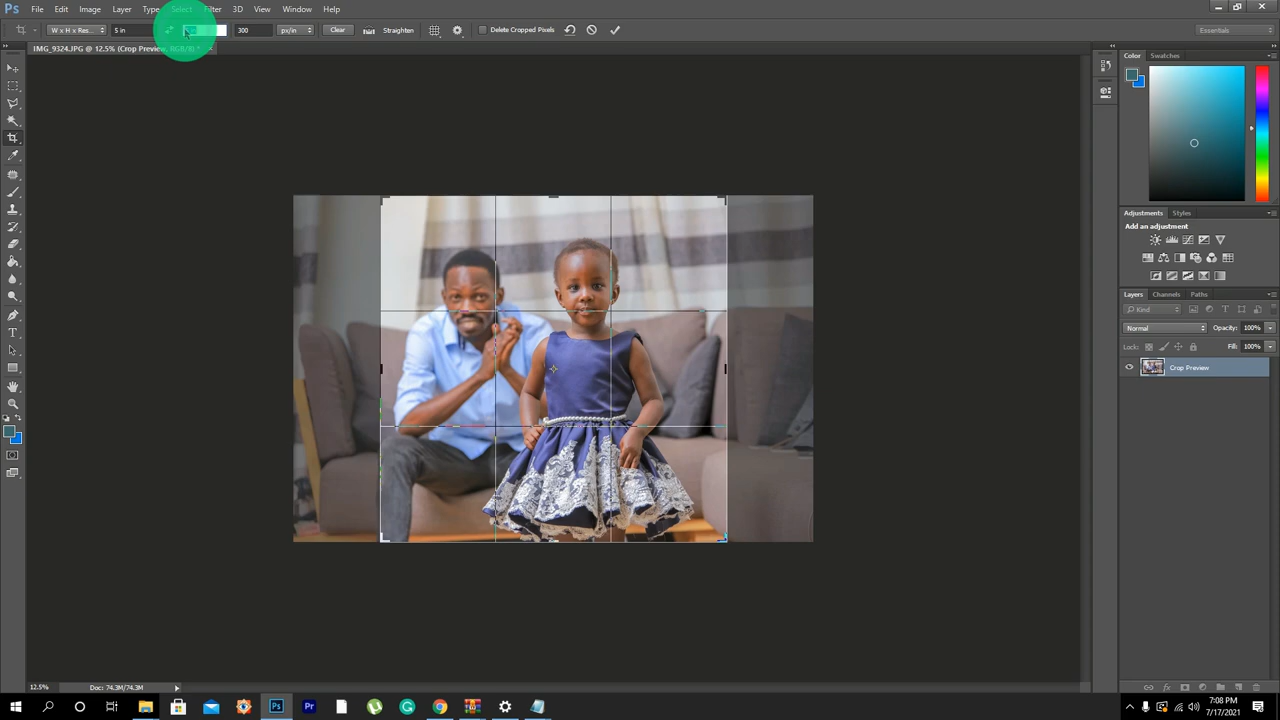 Ps File Edit Image Layer Type Select Filter 3D View Window Help
W x H x Res... 5 in 300 px/in Clear Straighten Delete Cropped Pixels Essentials
IMG_9324.JPG @ 12.5% (Crop Preview, RGB/8) *
Color Swatches
Adjustments Styles
Add an adjustment
Layers Channels Paths
Kind
Normal Opacity: 100%
Lock: Fill: 100%
Crop Preview
12.5% Doc: 74.3M/74.3M
Ps Pr
7:08 PM
7/17/2021